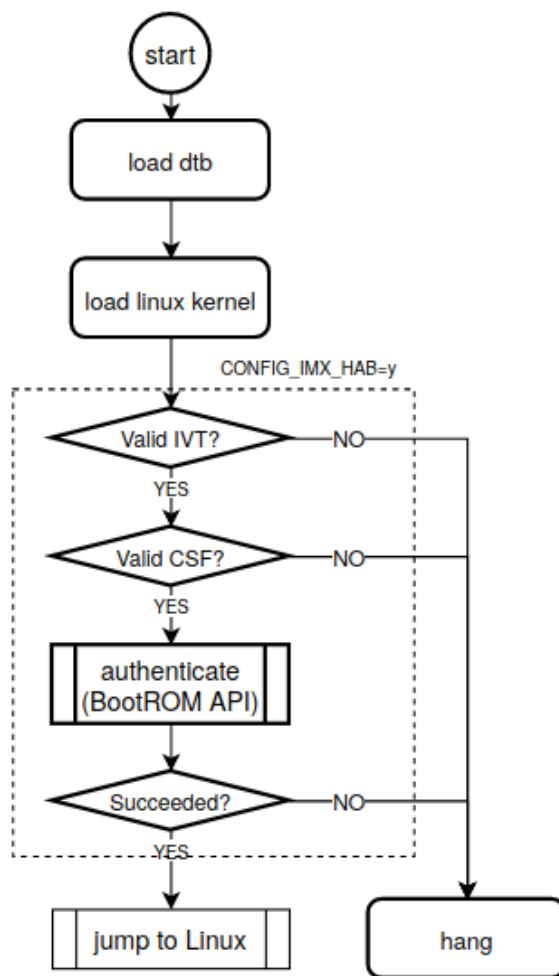 start
load dtb
load linux kernel
CONFIG_IMX_HAB=y
Valid IVT?
NO
YES
Valid CSF?
NO
YES
authenticate
(BootROM API)
Succeeded?
NO
YES
jump to Linux
hang